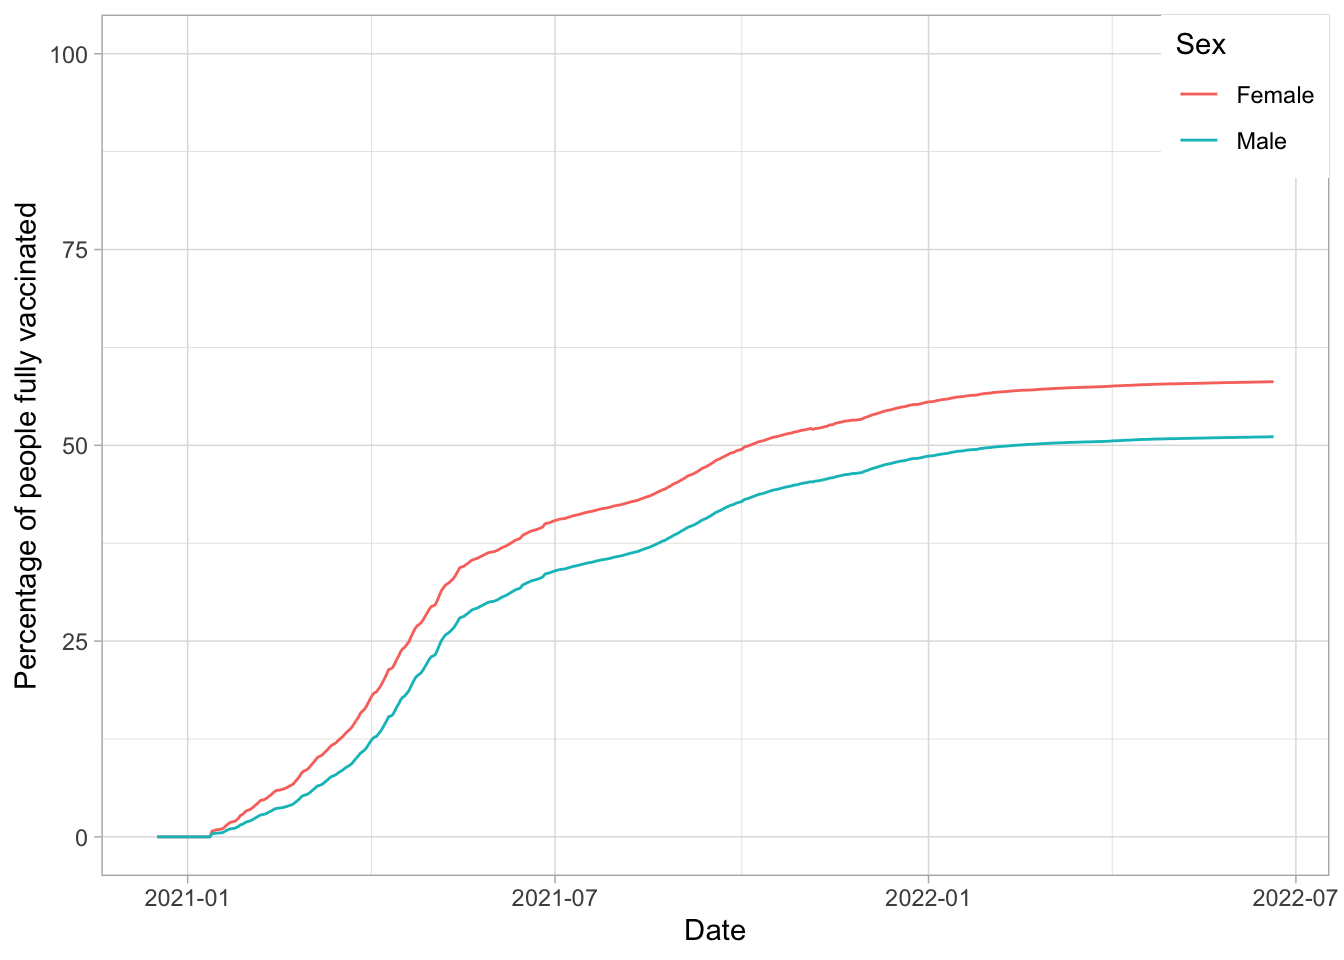 Sex
Female
Male
100
75
50
25
0
Percentage of people fully vaccinated
2021-01
2021-07
2022-01
2022-07
Date